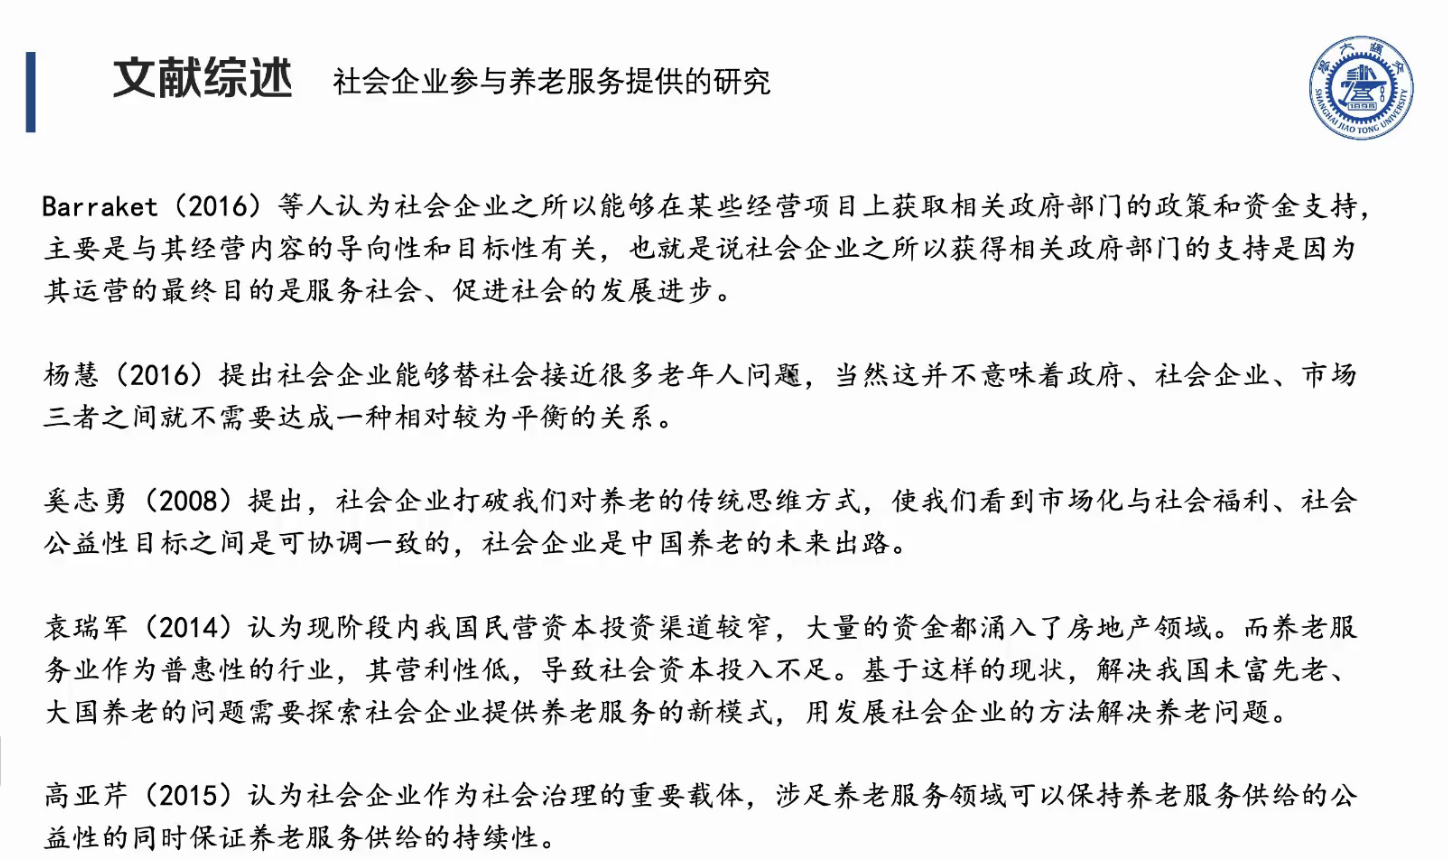 文献综述 社会企业参与养老服务提供的研究
SHANGHAI JIAO TONG UNIVERSITY
1896
Barraket（2016）等人认为社会企业之所以能够在某些经营项目上获取相关政府部门的政策和资金支持，
主要是与其经营内容的导向性和目标性有关，也就是说社会企业之所以获得相关政府部门的支持是因为
其运营的最终目的是服务社会、促进社会的发展进步。
杨慧（2016）提出社会企业能够替社会接近很多老年人问题，当然这并不意味着政府、社会企业、市场
三者之间就不需要达成一种相对较为平衡的关系。
奚志勇（2008）提出，社会企业打破我们对养老的传统思维方式，使我们看到市场化与社会福利、社会
公益性目标之间是可协调一致的，社会企业是中国养老的未来出路。
袁瑞军（2014）认为现阶段内我国民营资本投资渠道较窄，大量的资金都涌入了房地产领域。而养老服
务业作为普惠性的行业，其营利性低，导致社会资本投入不足。基于这样的现状，解决我国未富先老、
大国养老的问题需要探索社会企业提供养老服务的新模式，用发展社会企业的方法解决养老问题。
高亚芹（2015）认为社会企业作为社会治理的重要载体，涉足养老服务领域可以保持养老服务供给的公
益性的同时保证养老服务供给的持续性。